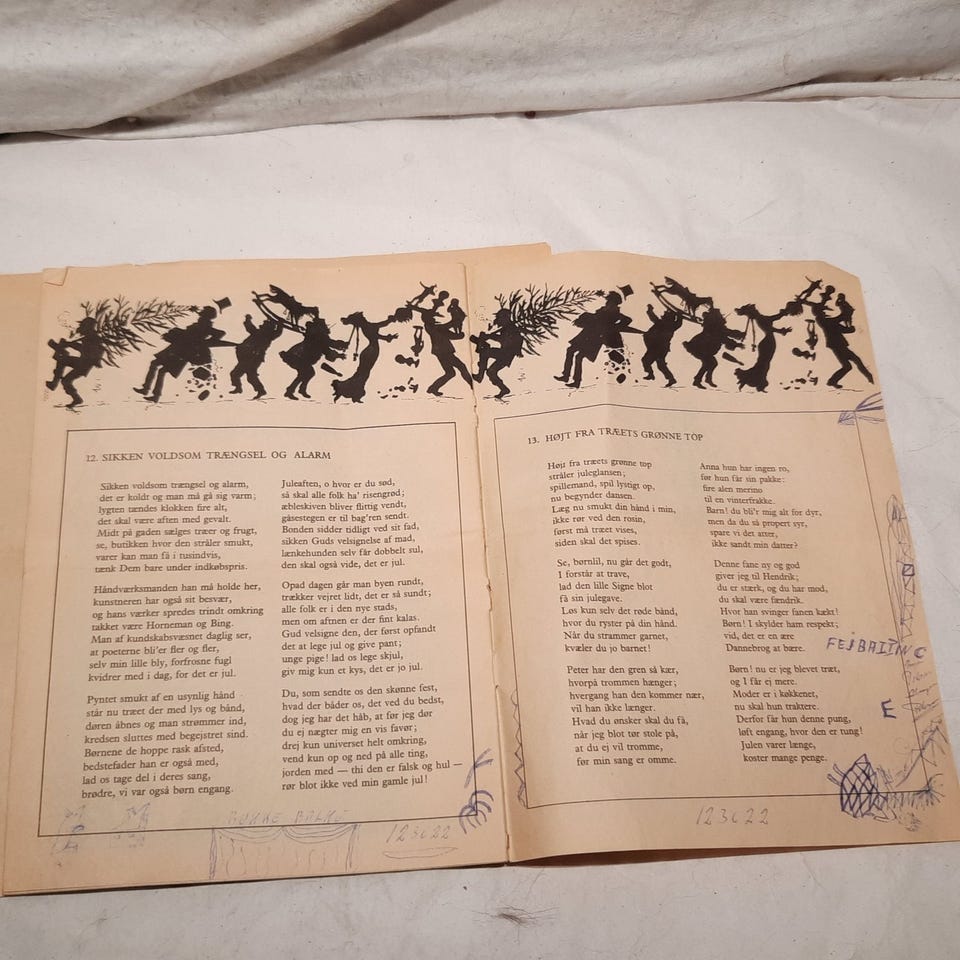 12. SIKKEN VOLDSOM TRÆNGSEL OG ALARM
Sikken voldsom trængsel og alarm,
det er koldt og man må gå sig varm;
lygten tændes klokken fire alt,
det skal være aften med gevalt.
Midt på gaden sælges træer og frugt,
se, butikken hvor den stråler smukt,
varer kan man få i tusindvis,
tænk Dem bare under indkøbspris.
Håndværksmanden han må holde her,
kunstneren har også sit besvær,
og hans værker spredes trindt omkring
takket være Horneman og Bing.
Man af kundskabsvæsnet daglig ser,
at poeterne bli'er fler og fler,
selv min lille bly, forfrosne fugl
kvidrer med i dag, for det er jul.
Pyntet smukt af en usynlig hånd
står nu træet der med lys og bånd,
døren åbnes og man strømmer ind,
kredsen sluttes med begejstret sind.
Børnene de hoppe rask afsted,
bedstefader han er også med,
lad os tage del i deres sang,
brødre, vi var også børn engang.
Juleaften, o hvor er du sød,
så skal alle folk ha' risengrød;
æbleskiven bliver flittig vendt,
gåsestegen er til bag'ren sendt.
Bonden sidder tidligt ved sit fad,
sikken Guds velsignelse af mad,
lænkehunden selv får dobbelt sul,
den skal også vide, det er jul.
Opad dagen går man byen rundt,
trækker vejret lidt, det er så sundt;
alle folk er i den nye stads,
men om aftnen er der fint kalas.
Gud velsigne den, der først opfandt
det at lege jul og give pant;
unge pige! lad os lege skjul,
giv mig kun et kys, det er jo jul.
Du, som sendte os den skønne fest,
hvad der båder os, det ved du bedst,
dog jeg har det håb, at før jeg dør
du ej nægter mig en vis favør;
drej kun universet helt omkring,
vend kun op og ned på alle ting,
jorden med — thi den er falsk og hul —
rør blot ikke ved min gamle jul!
123622
13. HØJT FRA TRÆETS GRØNNE TOP
Højt fra træets grønne top
stråler juleglansen;
spillemand, spil lystigt op,
nu begynder dansen.
Læg nu smukt din hånd i min,
ikke rør ved den rosin,
først må træet vises,
siden skal det spises.
Se, børnlil, nu går det godt,
I forstår at trave,
lad den lille Signe blot
få sin julegave.
Løs kun selv det røde bånd,
hvor du ryster på din hånd.
Når du strammer garnet,
kvæler du jo barnet!
Peter har den gren så kær,
hvorpå trommen hænger;
hvergang han den kommer nær,
vil han ikke længer.
Hvad du ønsker skal du få,
når jeg blot tør stole på,
at du ej vil tromme,
før min sang er omme.
Anna hun har ingen ro,
før hun får sin pakke:
fire alen merino
til en vinterfrakke.
Barn! du bli'r mig alt for dyr,
men da du så propert syr,
spare vi det atter,
ikke sandt min datter?
Denne fane ny og god
giver jeg til Hendrik;
du er stærk, og du har mod,
du skal være fændrik.
Hvor han svinger fanen kækt!
Børn! I skylder ham respekt;
vid, det er en ære
Dannebrog at bære.
Børn! nu er jeg blevet træt,
og I får ej mere.
Moder er i køkkenet,
nu skal hun traktere.
Derfor får hun denne pung,
løft engang, hvor den er tung!
Julen varer længe,
koster mange penge.
E
123622